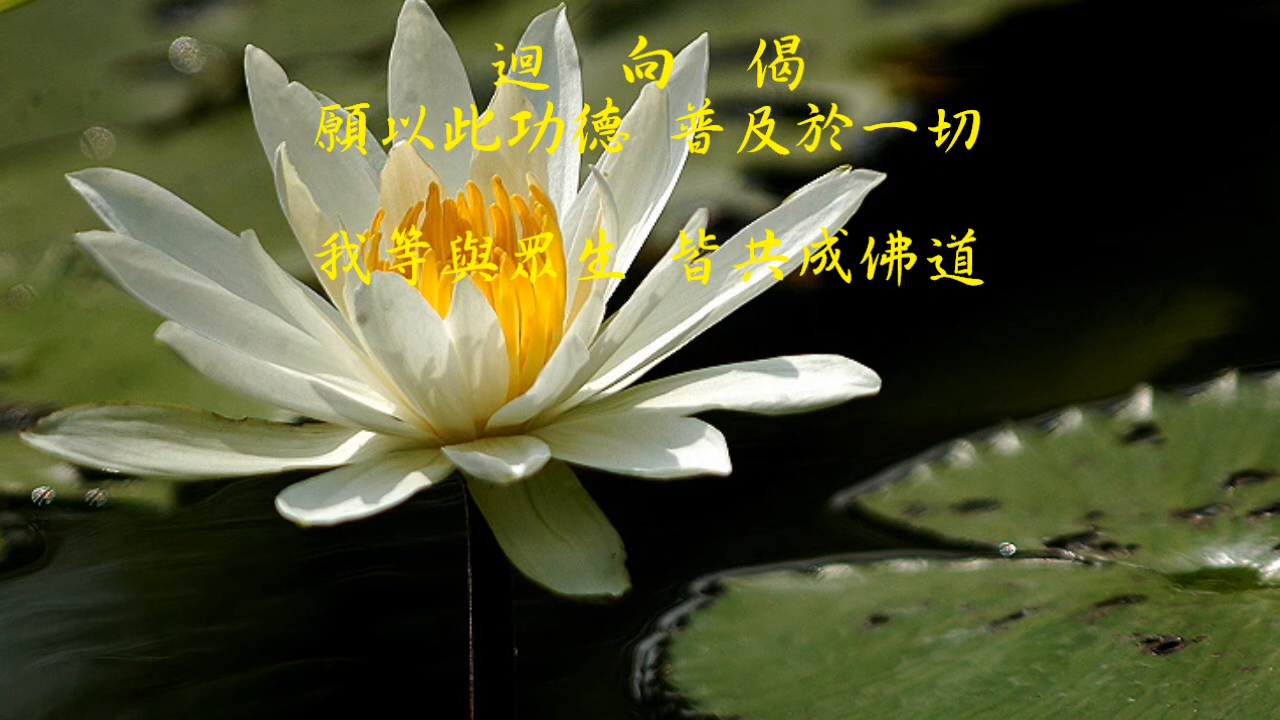 迴 向 偈
願以此功德 普及於一切
我等與眾生 皆共成佛道